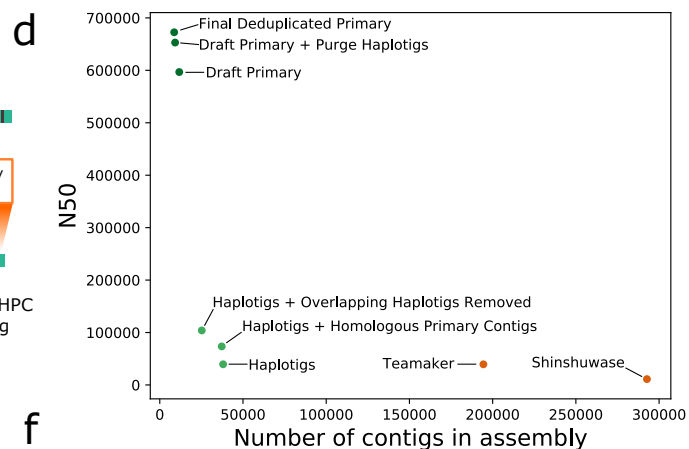 d
700000
600000
500000
400000
300000
200000
100000
0
N50
Final Deduplicated Primary
Draft Primary + Purge Haplotigs
Draft Primary
Haplotigs + Overlapping Haplotigs Removed
Haplotigs + Homologous Primary Contigs
Haplotigs
Teamaker
Shinshuwase
0
50000
100000
150000
200000
250000
300000
Number of contigs in assembly
HPC
f